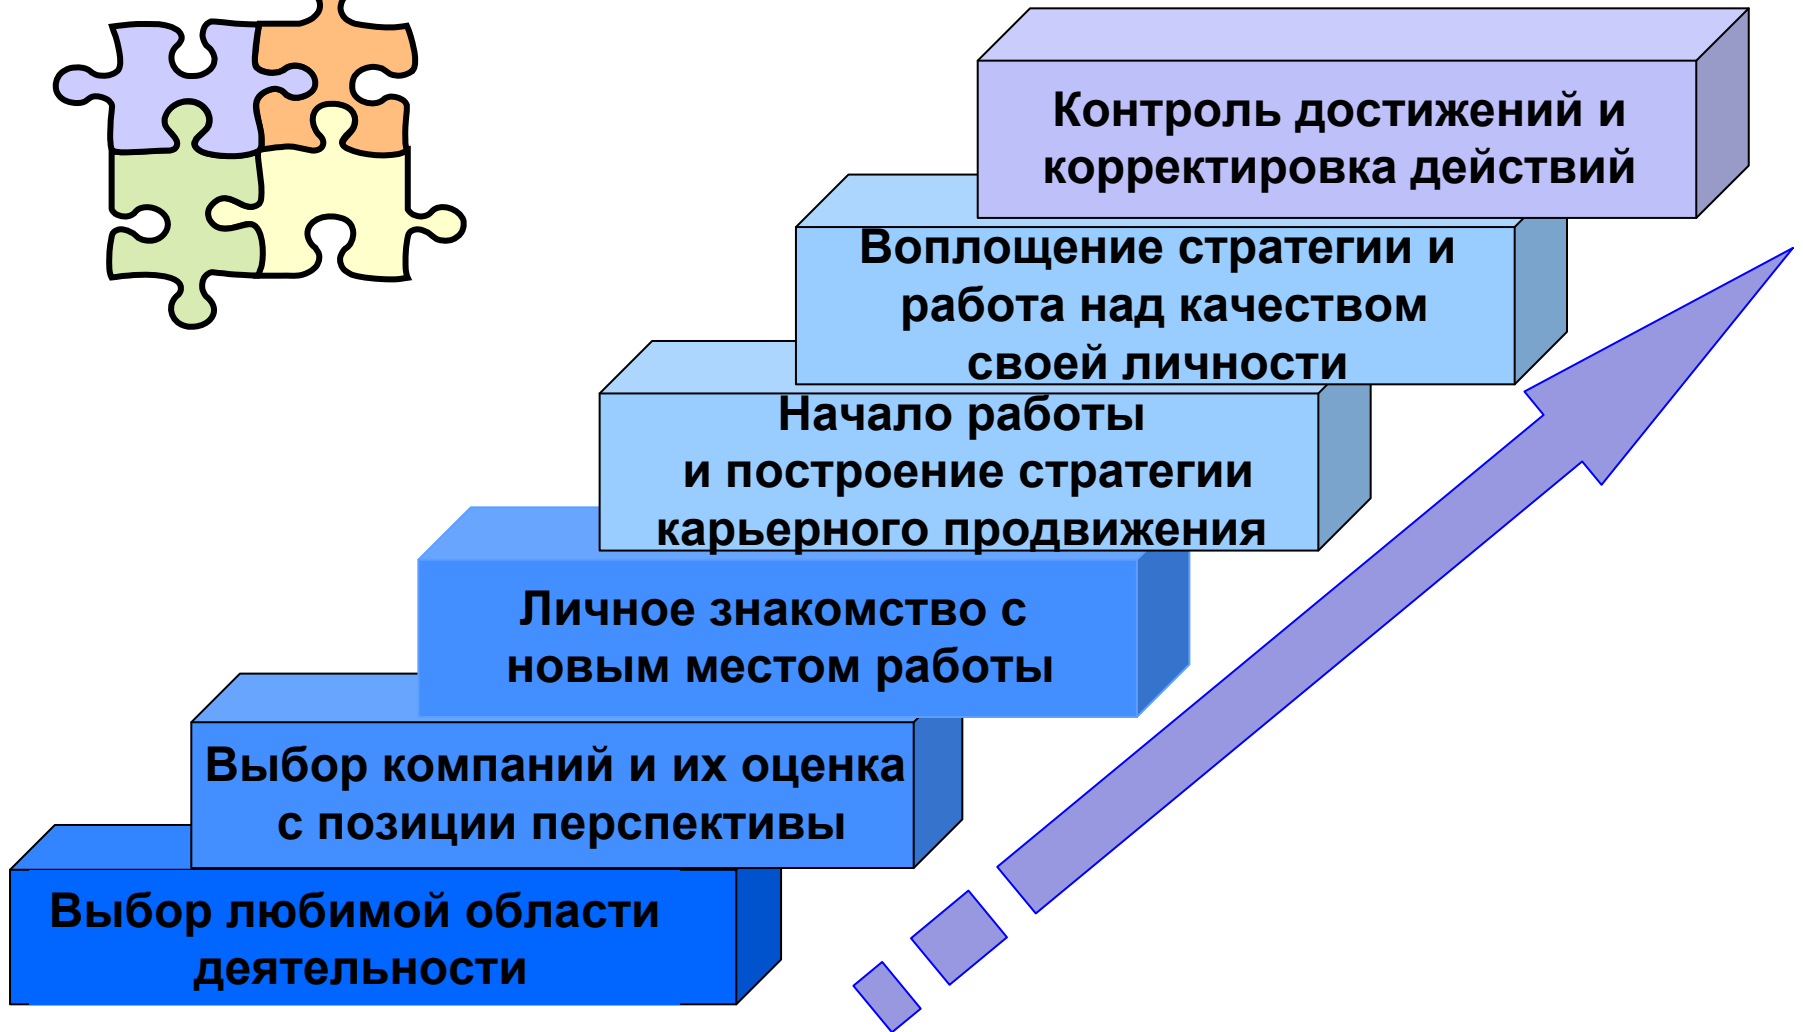 Контроль достижений и
корректировка действий
Воплощение стратегии и
работа над качеством
своей личности
Начало работы
и построение стратегии
карьерного продвижения
Личное знакомство с
новым местом работы
Выбор компаний и их оценка
с позиции перспективы
Выбор любимой области
деятельности